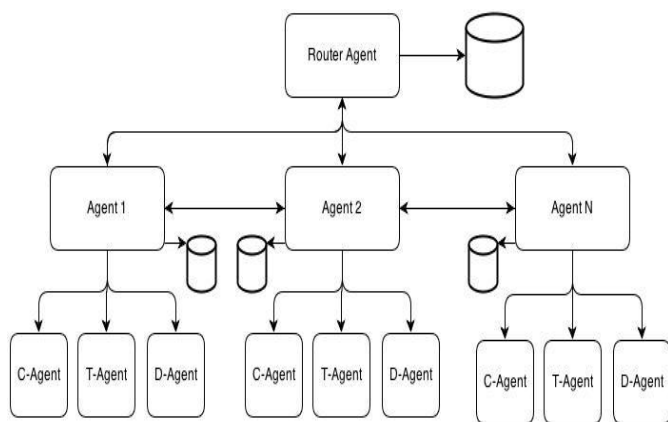 Router Agent
Agent 1
Agent 2
Agent N
C-Agent
T-Agent
D-Agent
C-Agent
T-Agent
D-Agent
C-Agent
T-Agent
D-Agent